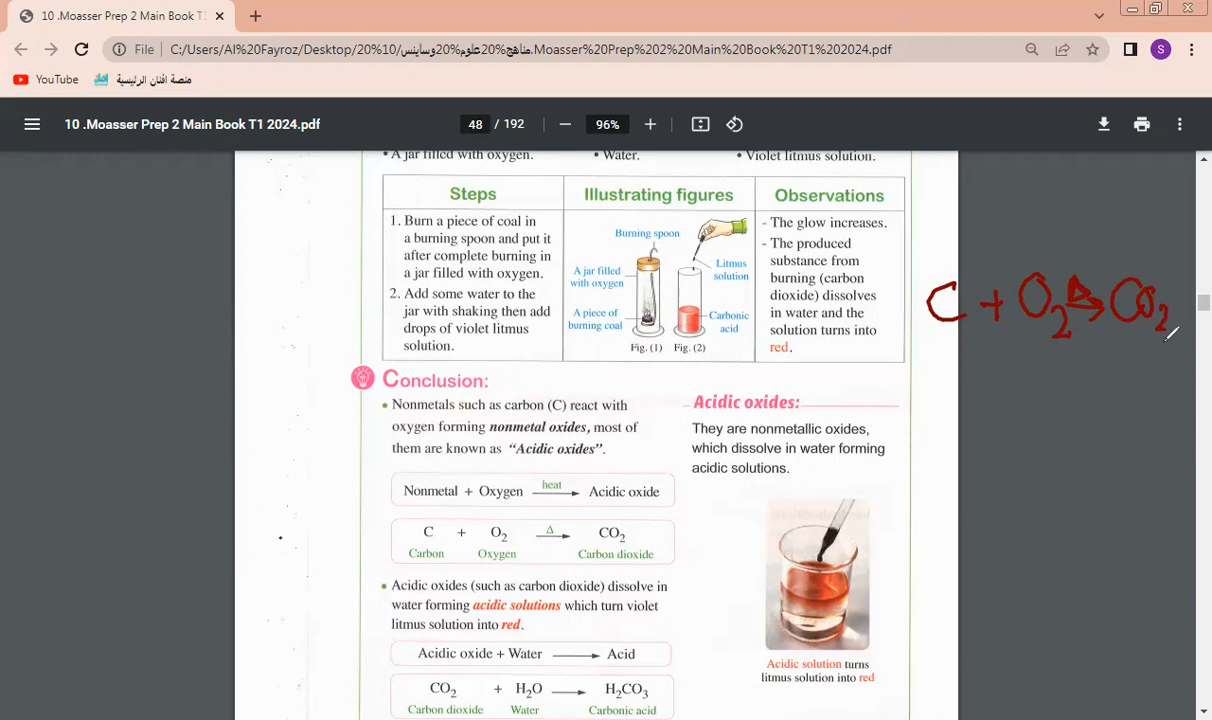 10 .Moasser Prep 2 Main Book T1 2
File
C:/Users/Al%20Fayroz/Desktop/20%10/مناهج%20علوم%20وساينس.Moasser%20Prep%202%20Main%20Book%20T1%202024.pdf
S
YouTube
منصة افنان الرئيسية
10 .Moasser Prep 2 Main Book T1 2024.pdf
48 / 192
96%
• A jar filled with oxygen. • Water. • Violet litmus solution.
Steps
1. Burn a piece of coal in
a burning spoon and put it
after complete burning in
a jar filled with oxygen.
2. Add some water to the
jar with shaking then add
drops of violet litmus
solution.
Illustrating figures
Burning spoon
A jar filled
with oxygen
Litmus
solution
A piece of
burning coal
Carbonic
acid
Fig. (1) Fig. (2)
Observations
- The glow increases.
- The produced
substance from
burning (carbon
dioxide) dissolves
in water and the
solution turns into
red.
C + O2 Δ→ CO2
Conclusion:
• Nonmetals such as carbon (C) react with
oxygen forming nonmetal oxides, most of
them are known as “Acidic oxides”.
Nonmetal + Oxygen heat→ Acidic oxide
C + O₂ Δ→ CO₂
Carbon Oxygen Carbon dioxide
• Acidic oxides (such as carbon dioxide) dissolve in
water forming acidic solutions which turn violet
litmus solution into red.
Acidic oxide + Water → Acid
CO₂ + H₂O → H₂CO₃
Carbon dioxide Water Carbonic acid
Acidic oxides:
They are nonmetallic oxides,
which dissolve in water forming
acidic solutions.
Acidic solution turns
litmus solution into red